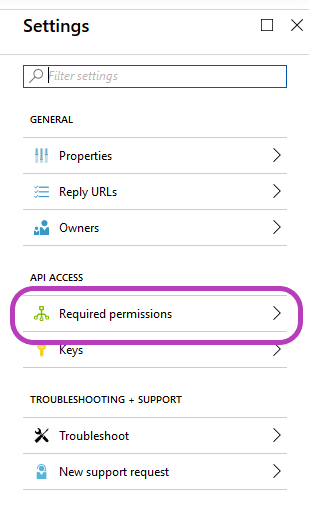 Settings
Filter settings
GENERAL
Properties
Reply URLs
Owners
API ACCESS
Required permissions
Keys
TROUBLESHOOTING + SUPPORT
Troubleshoot
New support request